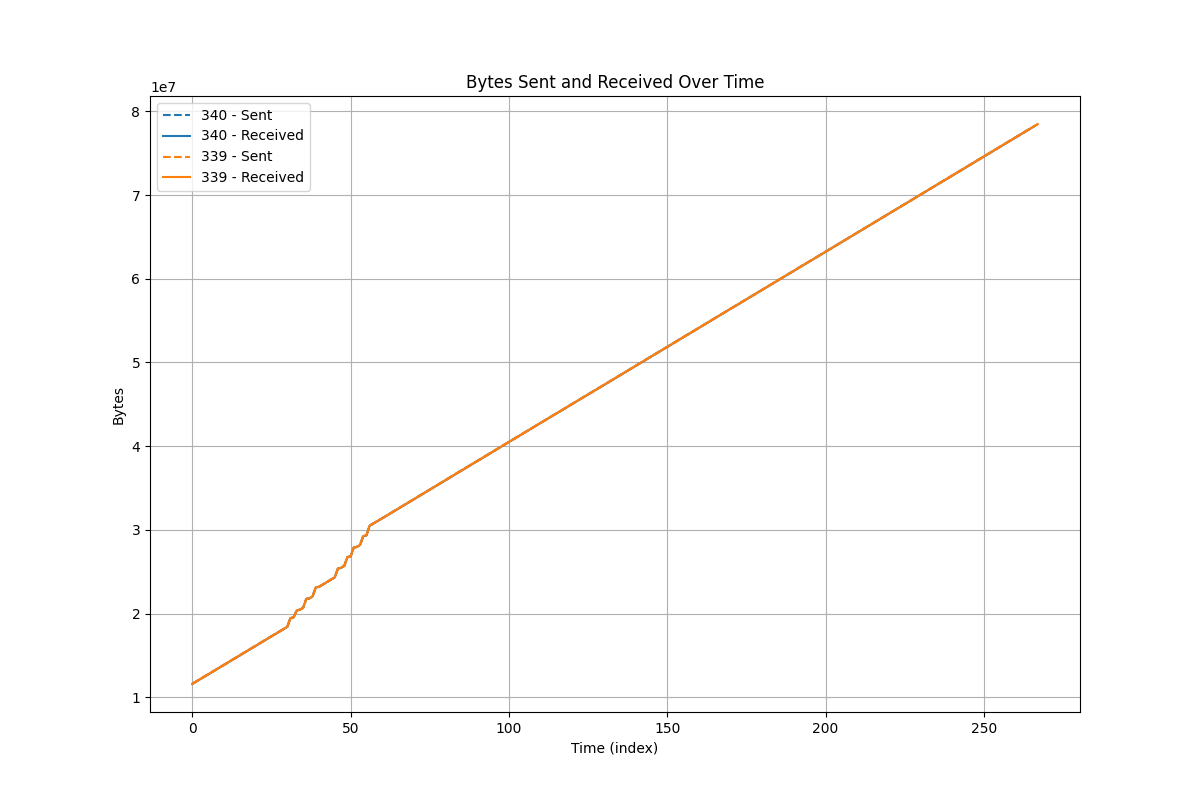 Bytes Sent and Received Over Time
1e7
340 - Sent
340 - Received
339 - Sent
339 - Received
8
7
6
5
4
3
2
1
Bytes
0 50 100 150 200 250
Time (index)